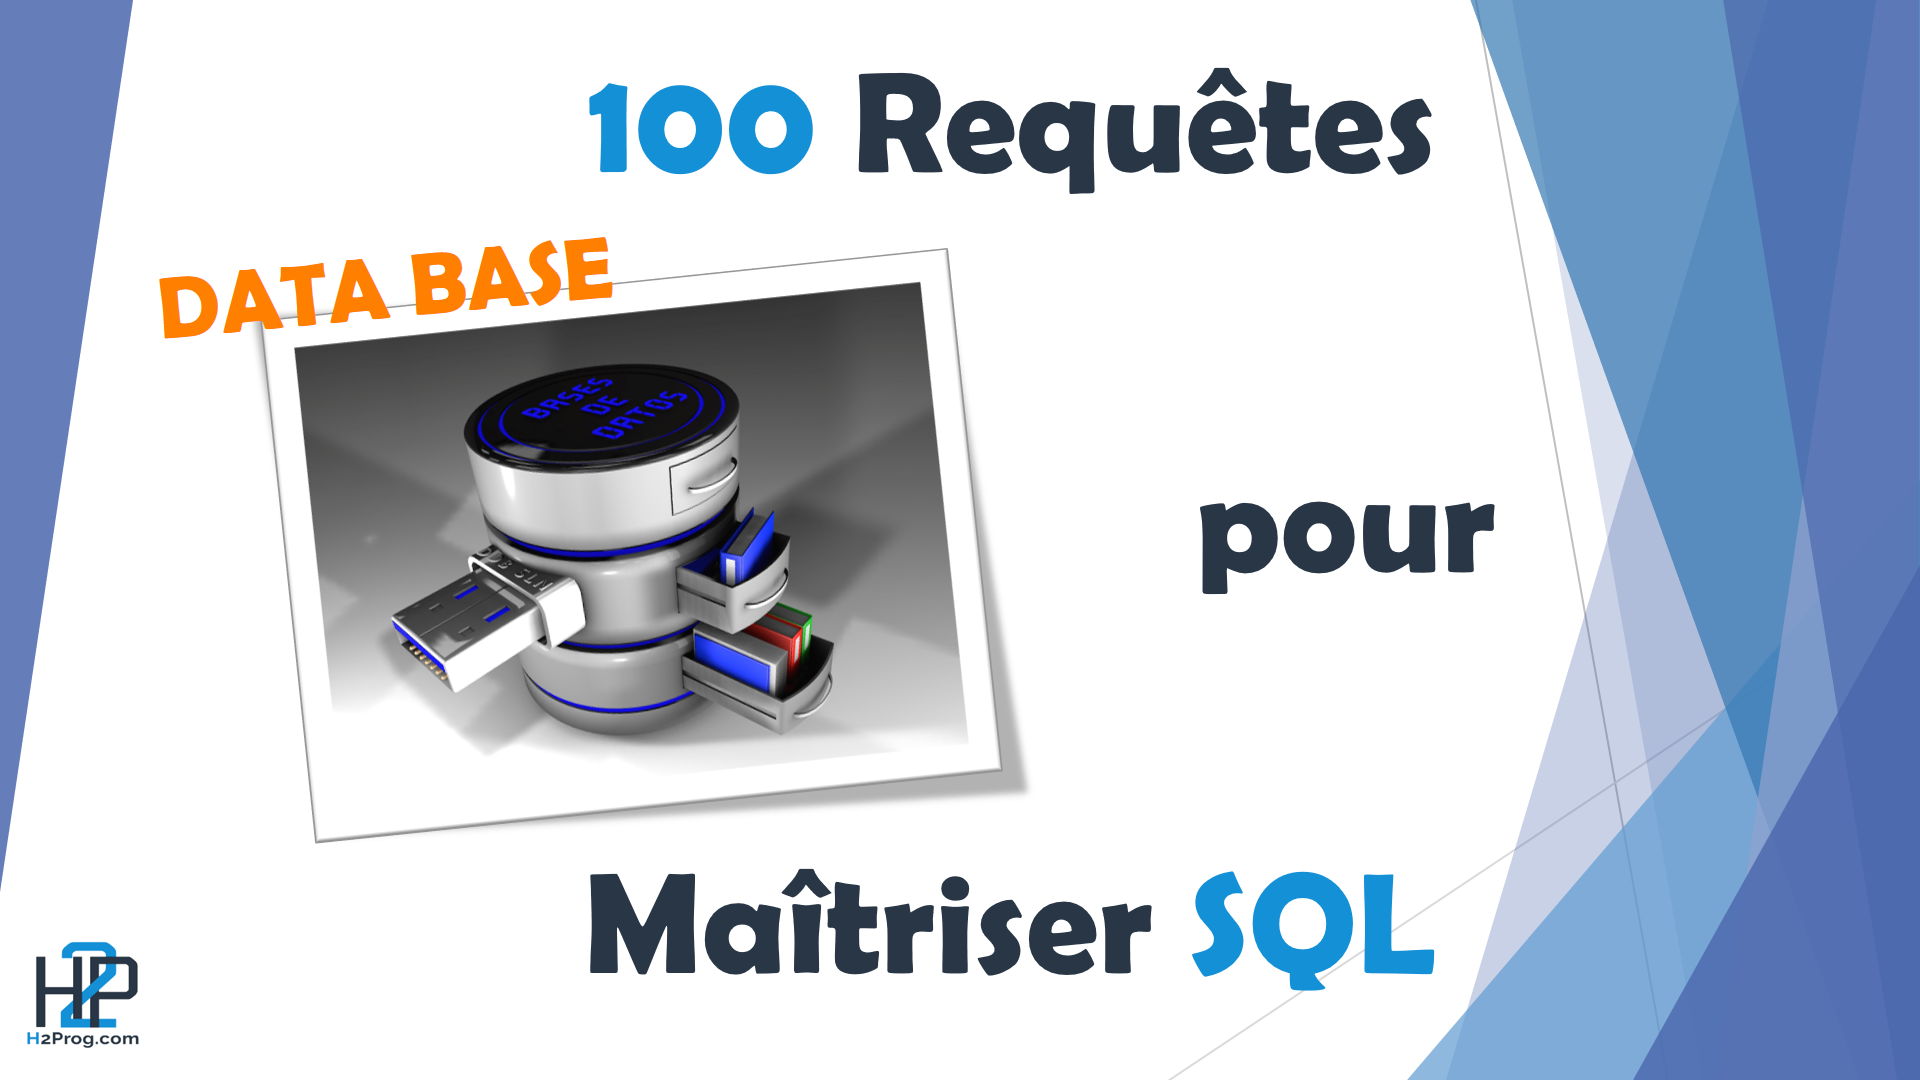 100 Requêtes
DATA BASE
BASES
DE
DATOS
pour
Maîtriser SQL
H2P
H2Prog.com